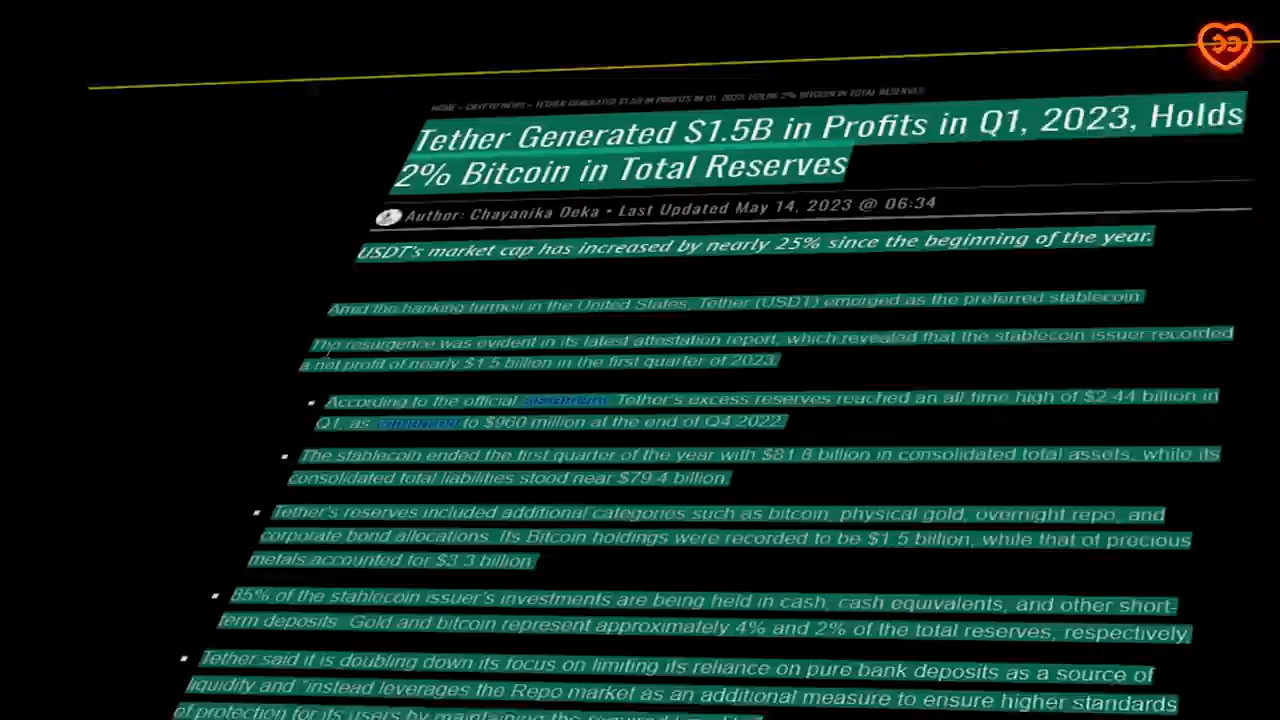 HOME » CRYPTO NEWS » TETHER GENERATED $1.5B IN PROFITS IN Q1, 2023, HOLDS 2% BITCOIN IN TOTAL RESERVES
Tether Generated $1.5B in Profits in Q1, 2023, Holds
2% Bitcoin in Total Reserves
Author: Chayanika Deka • Last Updated May 14, 2023 @ 06:34
USDT's market cap has increased by nearly 25% since the beginning of the year.
Amid the banking turmoil in the United States, Tether (USDT) emerged as the preferred stablecoin.
The resurgence was evident in its latest attestation report, which revealed that the stablecoin issuer recorded
a net profit of nearly $1.5 billion in the first quarter of 2023.
According to the official Tether's excess reserves reached an all time high of $2.44 billion in
Q1, as to $960 million at the end of Q4 2022.
The stablecoin ended the first quarter of the year with $81.8 billion in consolidated total assets, while its
consolidated total liabilities stood near $79.4 billion.
Tether's reserves included additional categories such as bitcoin, physical gold, overnight repo, and
corporate bond allocations. Its Bitcoin holdings were recorded to be $1.5 billion, while that of precious
metals accounted for $3.3 billion.
85% of the stablecoin issuer's investments are being held in cash, cash equivalents, and other short-
term deposits. Gold and bitcoin represent approximately 4% and 2% of the total reserves, respectively.
Tether said it is doubling down its focus on limiting its reliance on pure bank deposits as a source of
liquidity and "instead leverages the Repo market as an additional measure to ensure higher standards
of protection for its users by maintaining the required